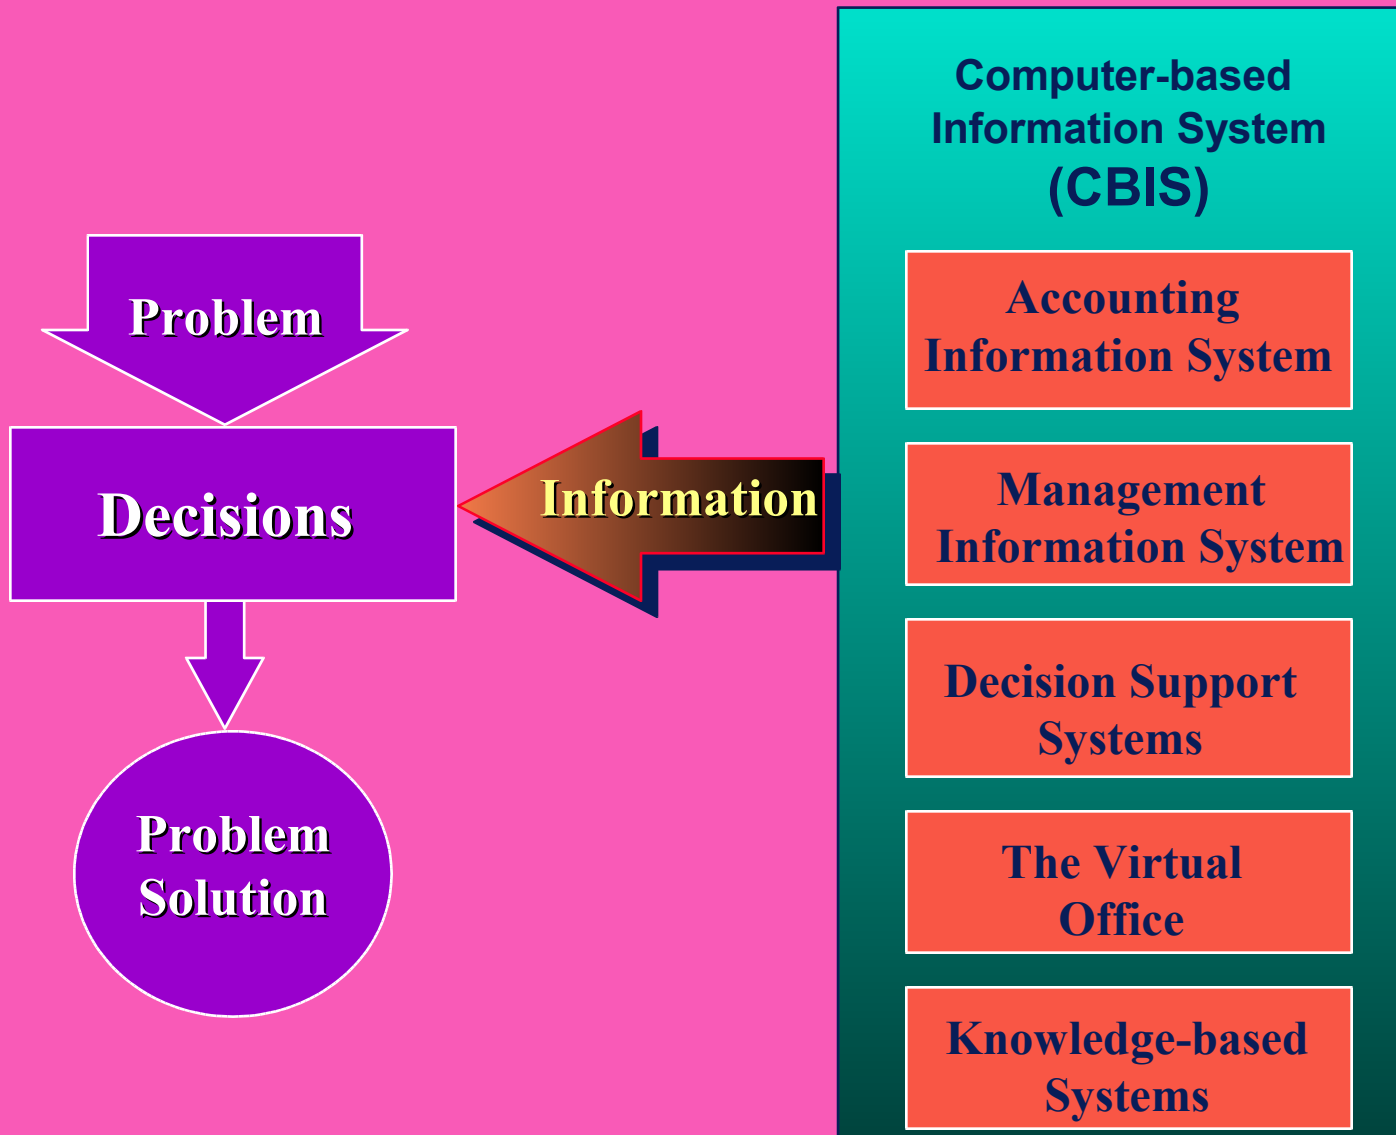 Computer-based
Information System
(CBIS)
Problem
Decisions
Problem
Solution
Information
Accounting
Information System
Management
Information System
Decision Support
Systems
The Virtual
Office
Knowledge-based
Systems